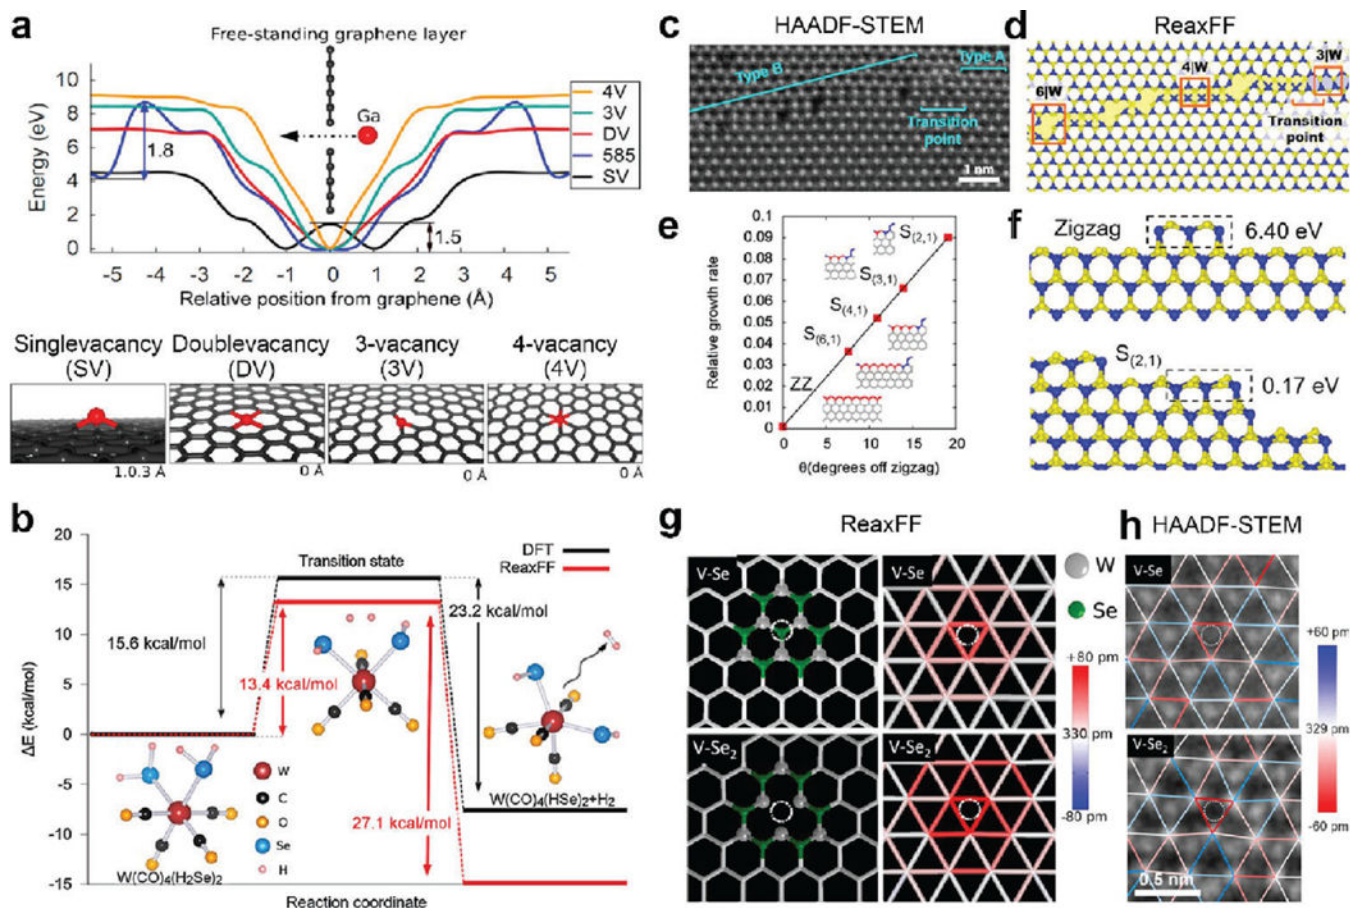 a
Free-standing graphene layer
Energy (eV)
10
8
6
4
2
0
1.8
Ga
1.5
4V
3V
DV
585
SV
-5 -4 -3 -2 -1 0 1 2 3 4 5
Relative position from graphene (Å)
Singlevacancy
(SV)
Doublevacancy
(DV)
3-vacancy
(3V)
4-vacancy
(4V)
1.0.3 Å
0 Å
0 Å
0 Å
b
ΔE (kcal/mol)
20
15
10
5
0
-5
-10
-15
Transition state
DFT
ReaxFF
15.6 kcal/mol
13.4 kcal/mol
23.2 kcal/mol
27.1 kcal/mol
W
C
O
Se
H
W(CO)4(H2Se)2
W(CO)4(HSe)2+H2
Reaction coordinate
c
HAADF-STEM
Type B
Type A
Transition
point
1 nm
d
ReaxFF
6|W
4|W
3|W
Transition
point
e
Relative growth rate
0.1
0.09
0.08
0.07
0.06
0.05
0.04
0.03
0.02
0.01
0
S(2,1)
S(3,1)
S(4,1)
S(6,1)
ZZ
0 5 10 15 20
θ(degrees off zigzag)
f
Zigzag
6.40 eV
S(2,1)
0.17 eV
g
ReaxFF
V-Se
V-Se
V-Se2
V-Se2
W
Se
+80 pm
330 pm
-80 pm
h
HAADF-STEM
V-Se
V-Se2
0.5 nm
+60 pm
329 pm
-60 pm